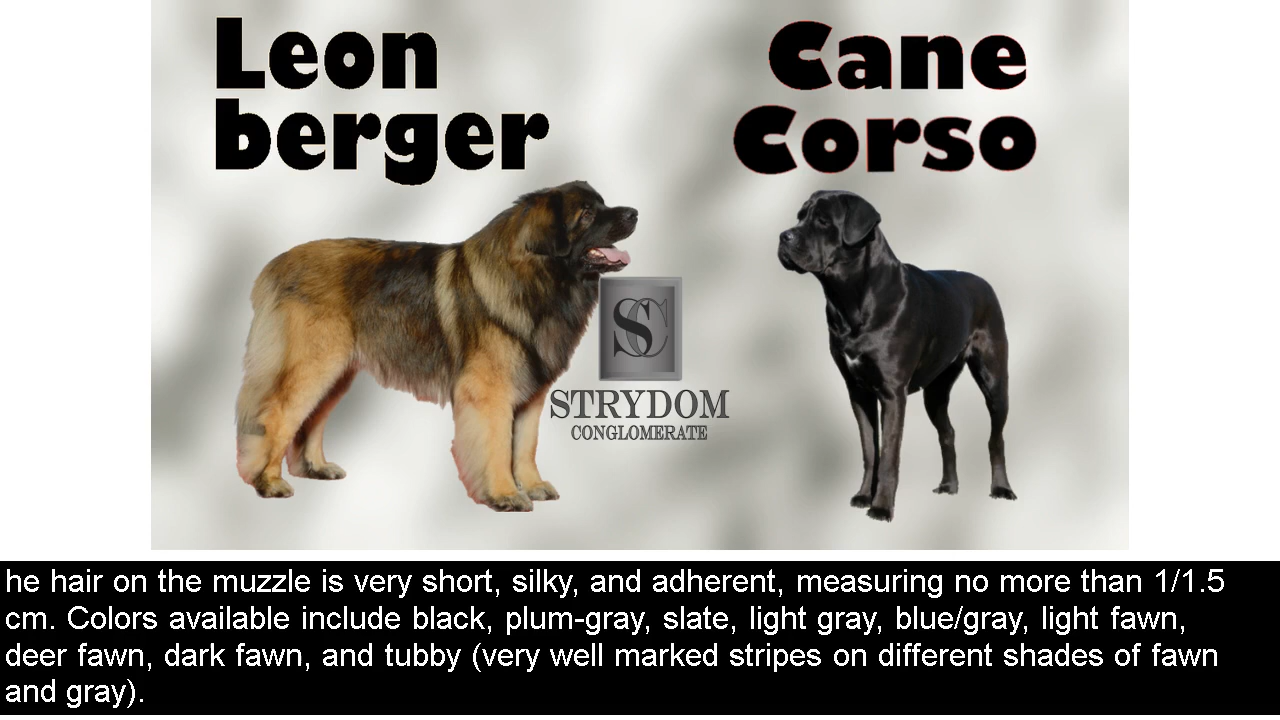 Leon
berger
Cane
Corso
SC
STRYDOM
CONGLOMERATE
he hair on the muzzle is very short, silky, and adherent, measuring no more than 1/1.5
cm. Colors available include black, plum-gray, slate, light gray, blue/gray, light fawn,
deer fawn, dark fawn, and tubby (very well marked stripes on different shades of fawn
and gray).